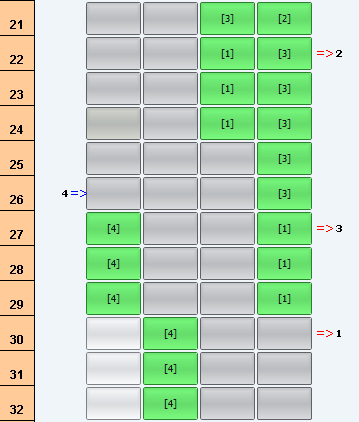 21 [3] [2]
22 [1] [3] => 2
23 [1] [3]
24 [1] [3]
25 [3]
26 4 => [3]
27 [4] [1] => 3
28 [4] [1]
29 [4] [1]
30 [4] => 1
31 [4]
32 [4]